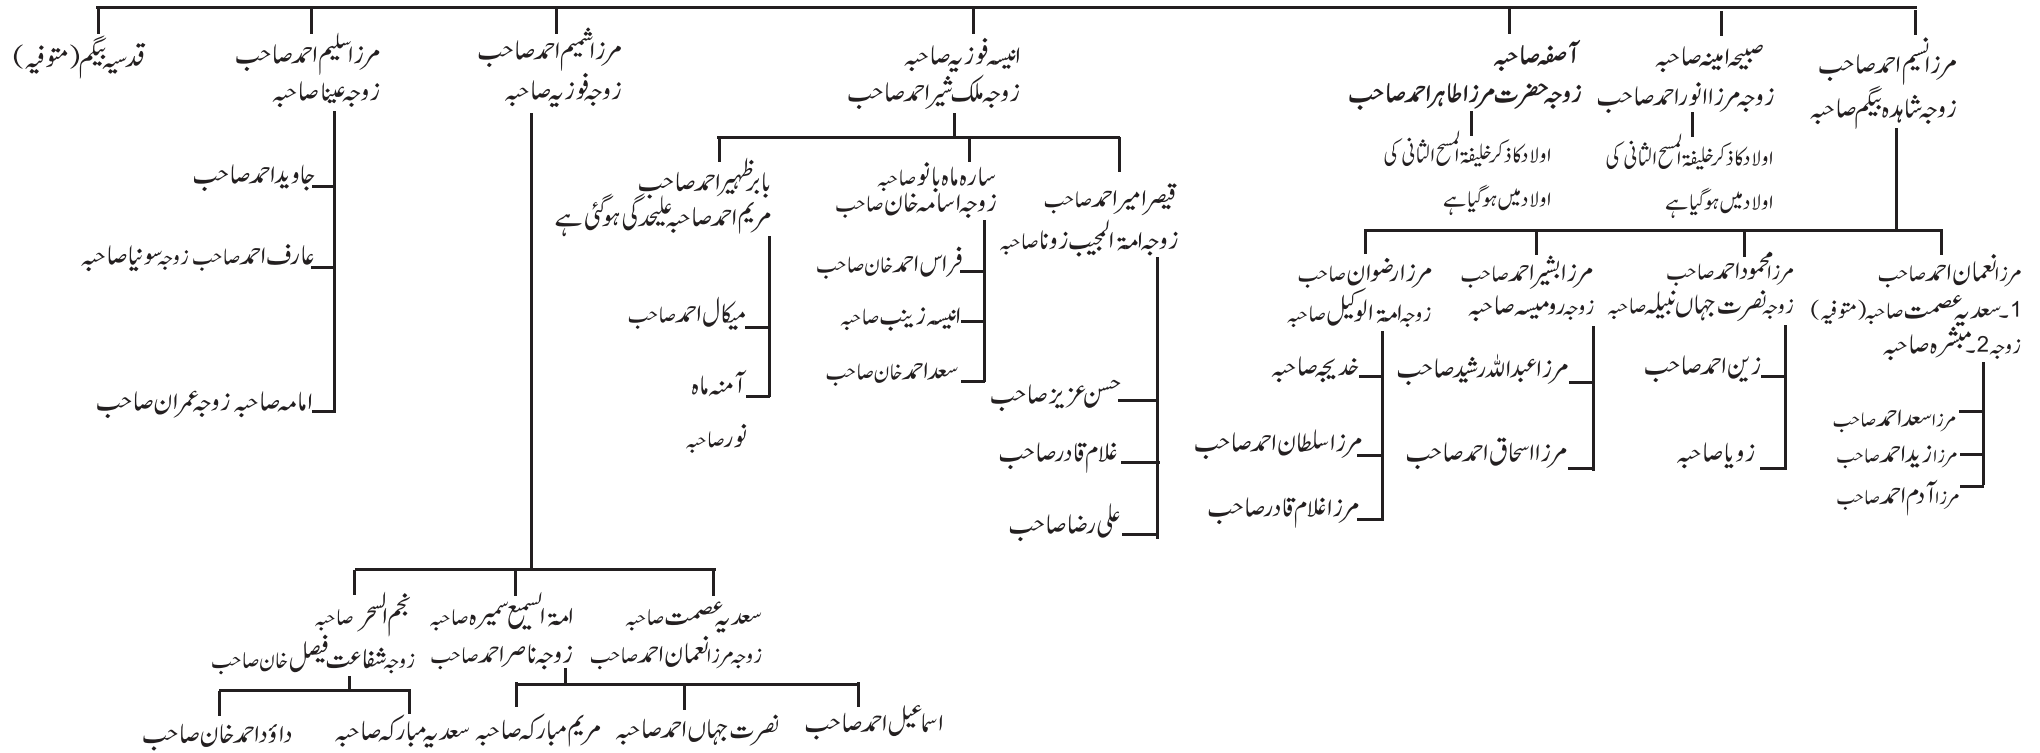 مرزا نسیم احمد صاحب
زوجہ شاہدہ بیگم صاحبہ
صبیحہ امینہ صاحبہ
زوجہ مرزا انور احمد صاحب
اولاد کا ذکر خلیفۃ المسیح الثانی کی
اولاد میں ہو گیا ہے
آصفہ صاحبہ
زوجہ حضرت مرزا طاہر احمد صاحب
اولاد کا ذکر خلیفۃ المسیح الثانی کی
اولاد میں ہو گیا ہے
انیسہ فوزیہ صاحبہ
زوجہ ملک شیر احمد صاحب
مرزا شمیم احمد صاحب
زوجہ فوزیہ صاحبہ
مرزا سلیم احمد صاحب
زوجہ عینا صاحبہ
قدسیہ بیگم (متوفیہ)
مرزا نعمان احمد صاحب
1۔ سعدیہ عصمت صاحبہ (متوفیہ)
زوجہ 2۔ مبشرہ صاحبہ
مرزا سعد احمد صاحب
مرزا زید احمد صاحب
مرزا آدم احمد صاحب
مرزا محمود احمد صاحب
زوجہ نصرت جہاں نبیلہ صاحبہ
زین احمد صاحب
زویا صاحبہ
مرزا بشیر احمد صاحب
زوجہ رومیسہ صاحبہ
مرزا عبداللہ رشید صاحب
مرزا اسحاق احمد صاحب
مرزا رضوان صاحب
زوجہ امۃ الوکیل صاحبہ
خدیجہ صاحبہ
مرزا سلطان احمد صاحب
مرزا غلام قادر صاحب
قیصر امیر احمد صاحب
زوجہ امۃ المجیب زونا صاحبہ
حسن عزیز صاحب
غلام قادر صاحب
علی رضا صاحب
سارہ ماہ بانو صاحبہ
زوجہ اسامہ خان صاحب
فراس احمد خان صاحب
انیسہ زینب صاحبہ
سعد احمد خان صاحب
بابر ظہیر احمد صاحب
مریم احمد صاحبہ علیحدگی ہو گئی ہے
میکال احمد صاحب
آمنہ ماہ
نور صاحبہ
جاوید احمد صاحب
عارف احمد صاحب زوجہ سونیا صاحبہ
امامہ صاحبہ زوجہ عمران صاحب
سعدیہ عصمت صاحبہ
زوجہ مرزا نعمان احمد صاحب
امۃ السمیع سمیرہ صاحبہ
زوجہ ناصر احمد صاحب
اسماعیل احمد صاحب
نصرت جہاں احمد صاحبہ
مریم مبارکہ صاحبہ
نجم السحر صاحبہ
زوجہ شفاعت فیصل خان صاحب
سعدیہ مبارکہ صاحبہ
داؤد احمد خان صاحب